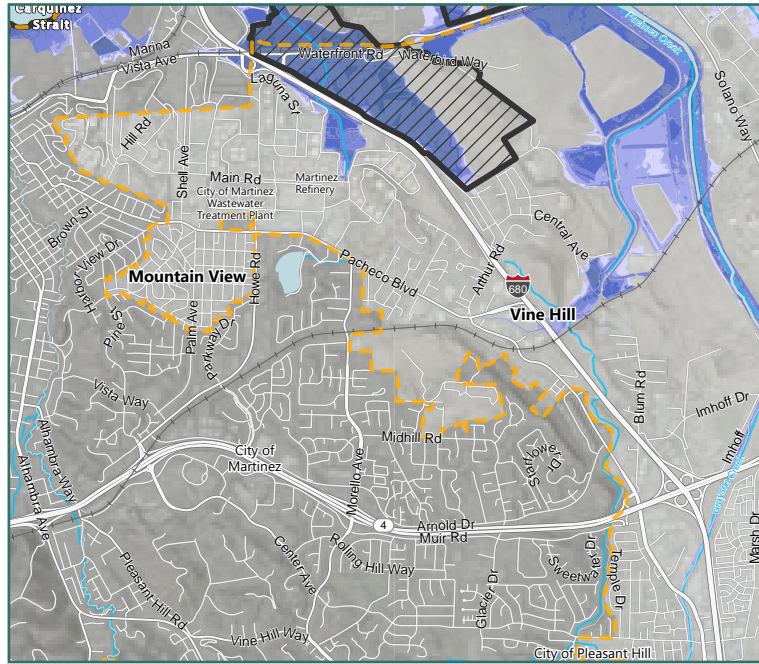 Carquinez
Strait
Marina
Vista Ave
Waterfront Rd
Waterbird Way
Pacheco Creek
Solano Way
Laguna St
Hill Rd
Shell Ave
Main Rd
City of Martinez
Wastewater
Treatment Plant
Martinez
Refinery
Brown St
Central Ave
Harbor View Dr
Mountain View
Howe Rd
Pacheco Blvd
Arthur Rd
680
Vine Hill
Pine St
Palm Ave
Parkway Dr
Vista Way
Blum Rd
Imhoff Dr
Alhambra Way
Alhambra Ave
City of
Martinez
Midhill Rd
Morello Ave
Starflower Dr
Imhoff
4
Arnold Dr
Muir Rd
Marsh Dr
Rolling Hill Way
Center Ave
Pleasant Hill Rd
Glacier Dr
Sweetwater Dr
Temple Dr
Vine Hill Way
City of Pleasant Hill